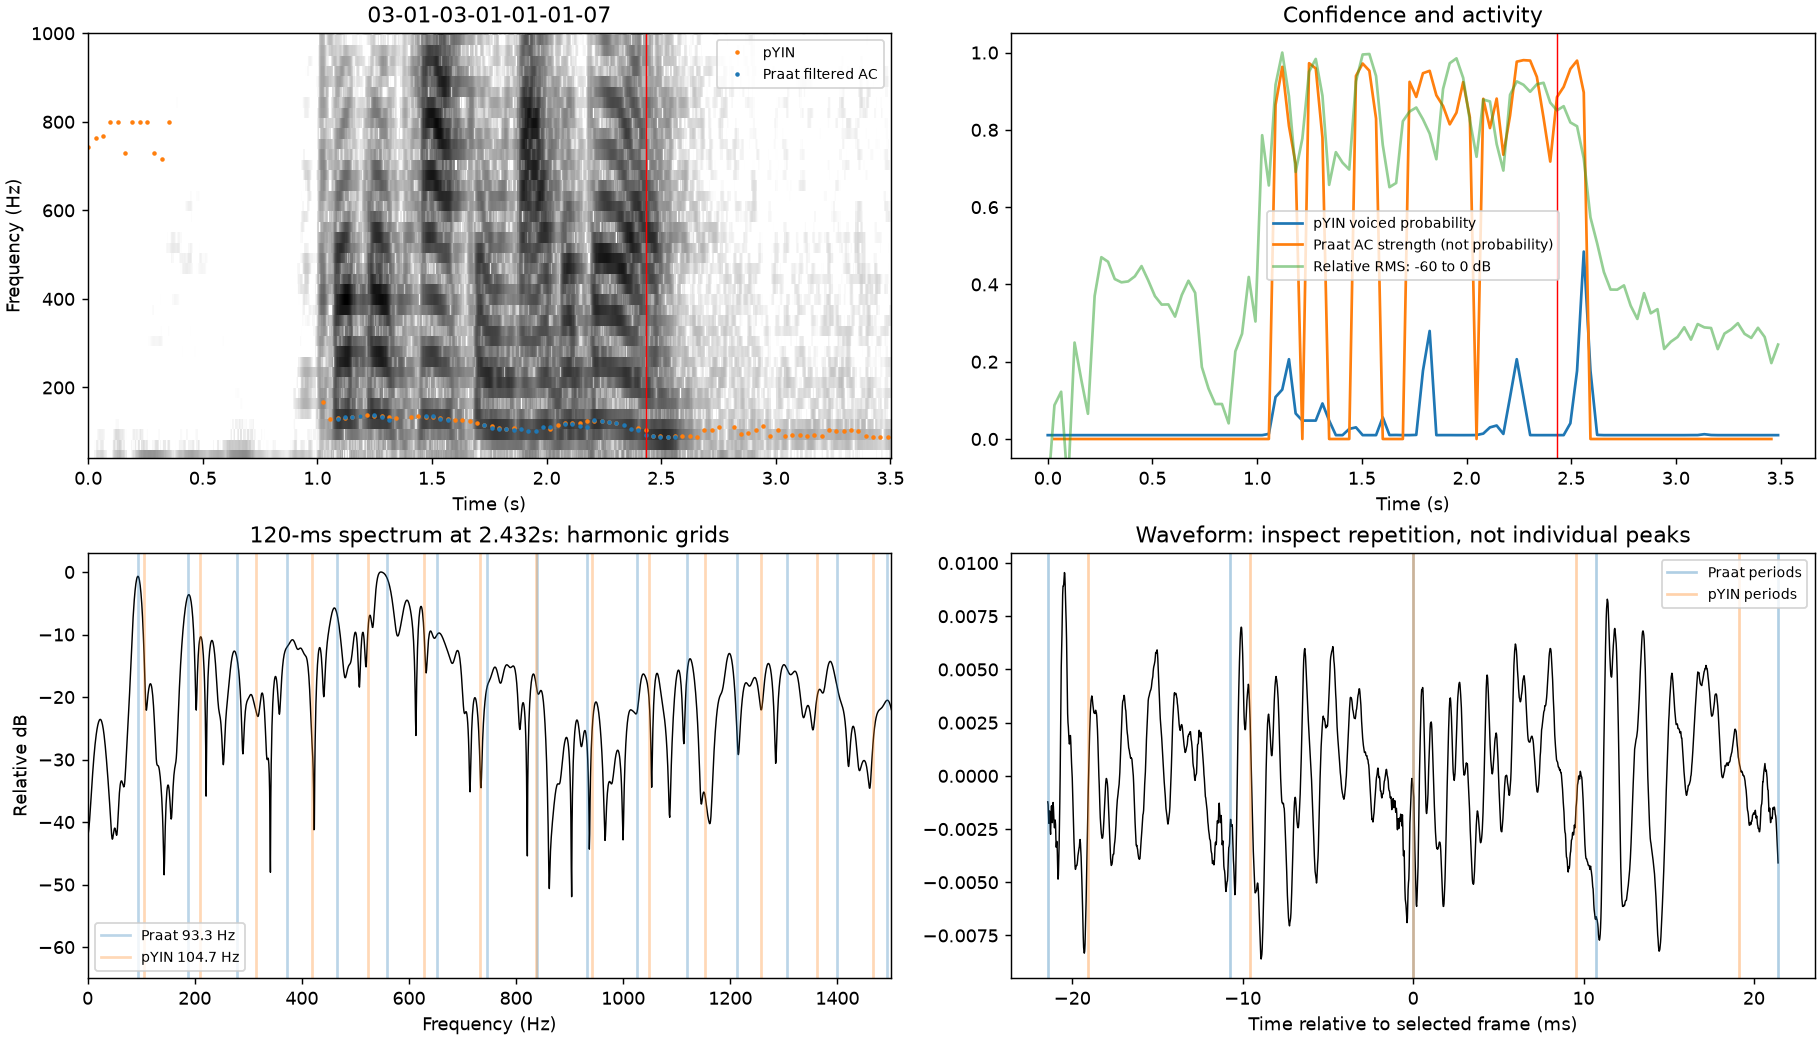 03-01-03-01-01-01-07
1000
800
600
400
200
Frequency (Hz)
pYIN
Praat filtered AC
0.0 0.5 1.0 1.5 2.0 2.5 3.0 3.5
Time (s)
Confidence and activity
1.0
0.8
0.6
0.4
0.2
0.0
pYIN voiced probability
Praat AC strength (not probability)
Relative RMS: -60 to 0 dB
0.0 0.5 1.0 1.5 2.0 2.5 3.0 3.5
Time (s)
120-ms spectrum at 2.432s: harmonic grids
0
−10
−20
−30
−40
−50
−60
Relative dB
Praat 93.3 Hz
pYIN 104.7 Hz
0 200 400 600 800 1000 1200 1400
Frequency (Hz)
Waveform: inspect repetition, not individual peaks
0.0100
0.0075
0.0050
0.0025
0.0000
−0.0025
−0.0050
−0.0075
Praat periods
pYIN periods
−20 −10 0 10 20
Time relative to selected frame (ms)